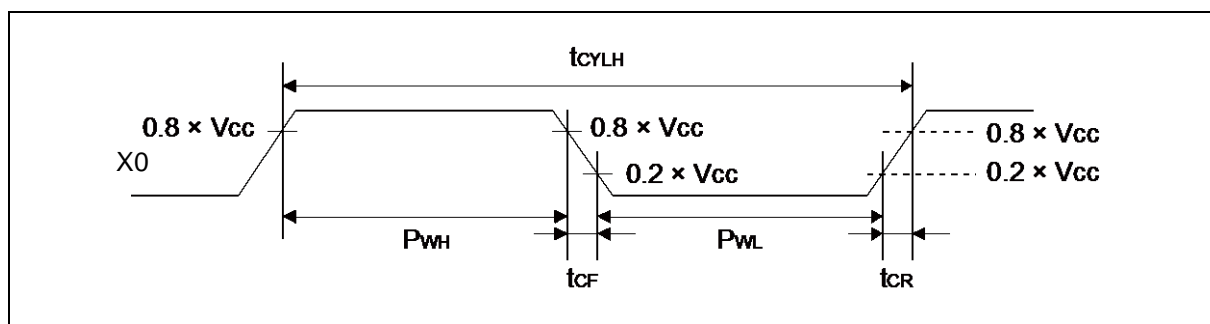 tCYLH
0.8 × VCC
0.8 × VCC
0.8 × VCC
X0
0.2 × VCC
0.2 × VCC
PWH
PWL
tCF
tCR